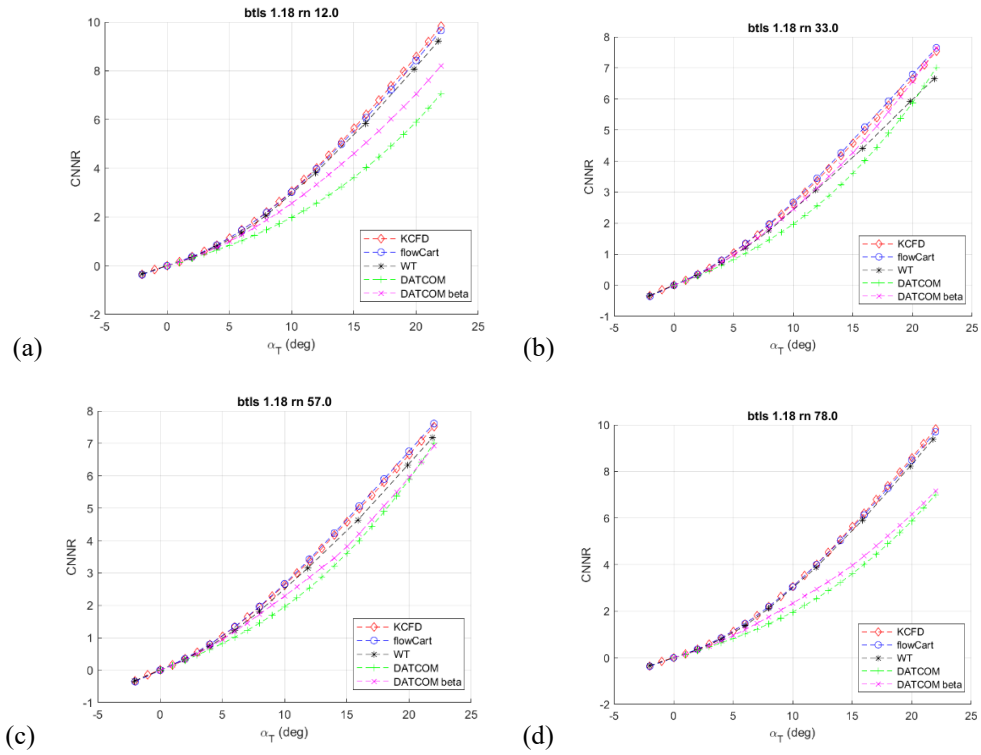 btls 1.18 rn 12.0
10
8
6
4
2
0
-2
CNNR
-5 0 5 10 15 20 25
α_T (deg)
KCFD
flowCart
WT
DATCOM
DATCOM beta
(a)
btls 1.18 rn 33.0
8
7
6
5
4
3
2
1
0
-1
CNNR
-5 0 5 10 15 20 25
α_T (deg)
KCFD
flowCart
WT
DATCOM
DATCOM beta
(b)
btls 1.18 rn 57.0
8
7
6
5
4
3
2
1
0
-1
CNNR
-5 0 5 10 15 20 25
α_T (deg)
KCFD
flowCart
WT
DATCOM
DATCOM beta
(c)
btls 1.18 rn 78.0
10
8
6
4
2
0
-2
CNNR
-5 0 5 10 15 20 25
α_T (deg)
KCFD
flowCart
WT
DATCOM
DATCOM beta
(d)